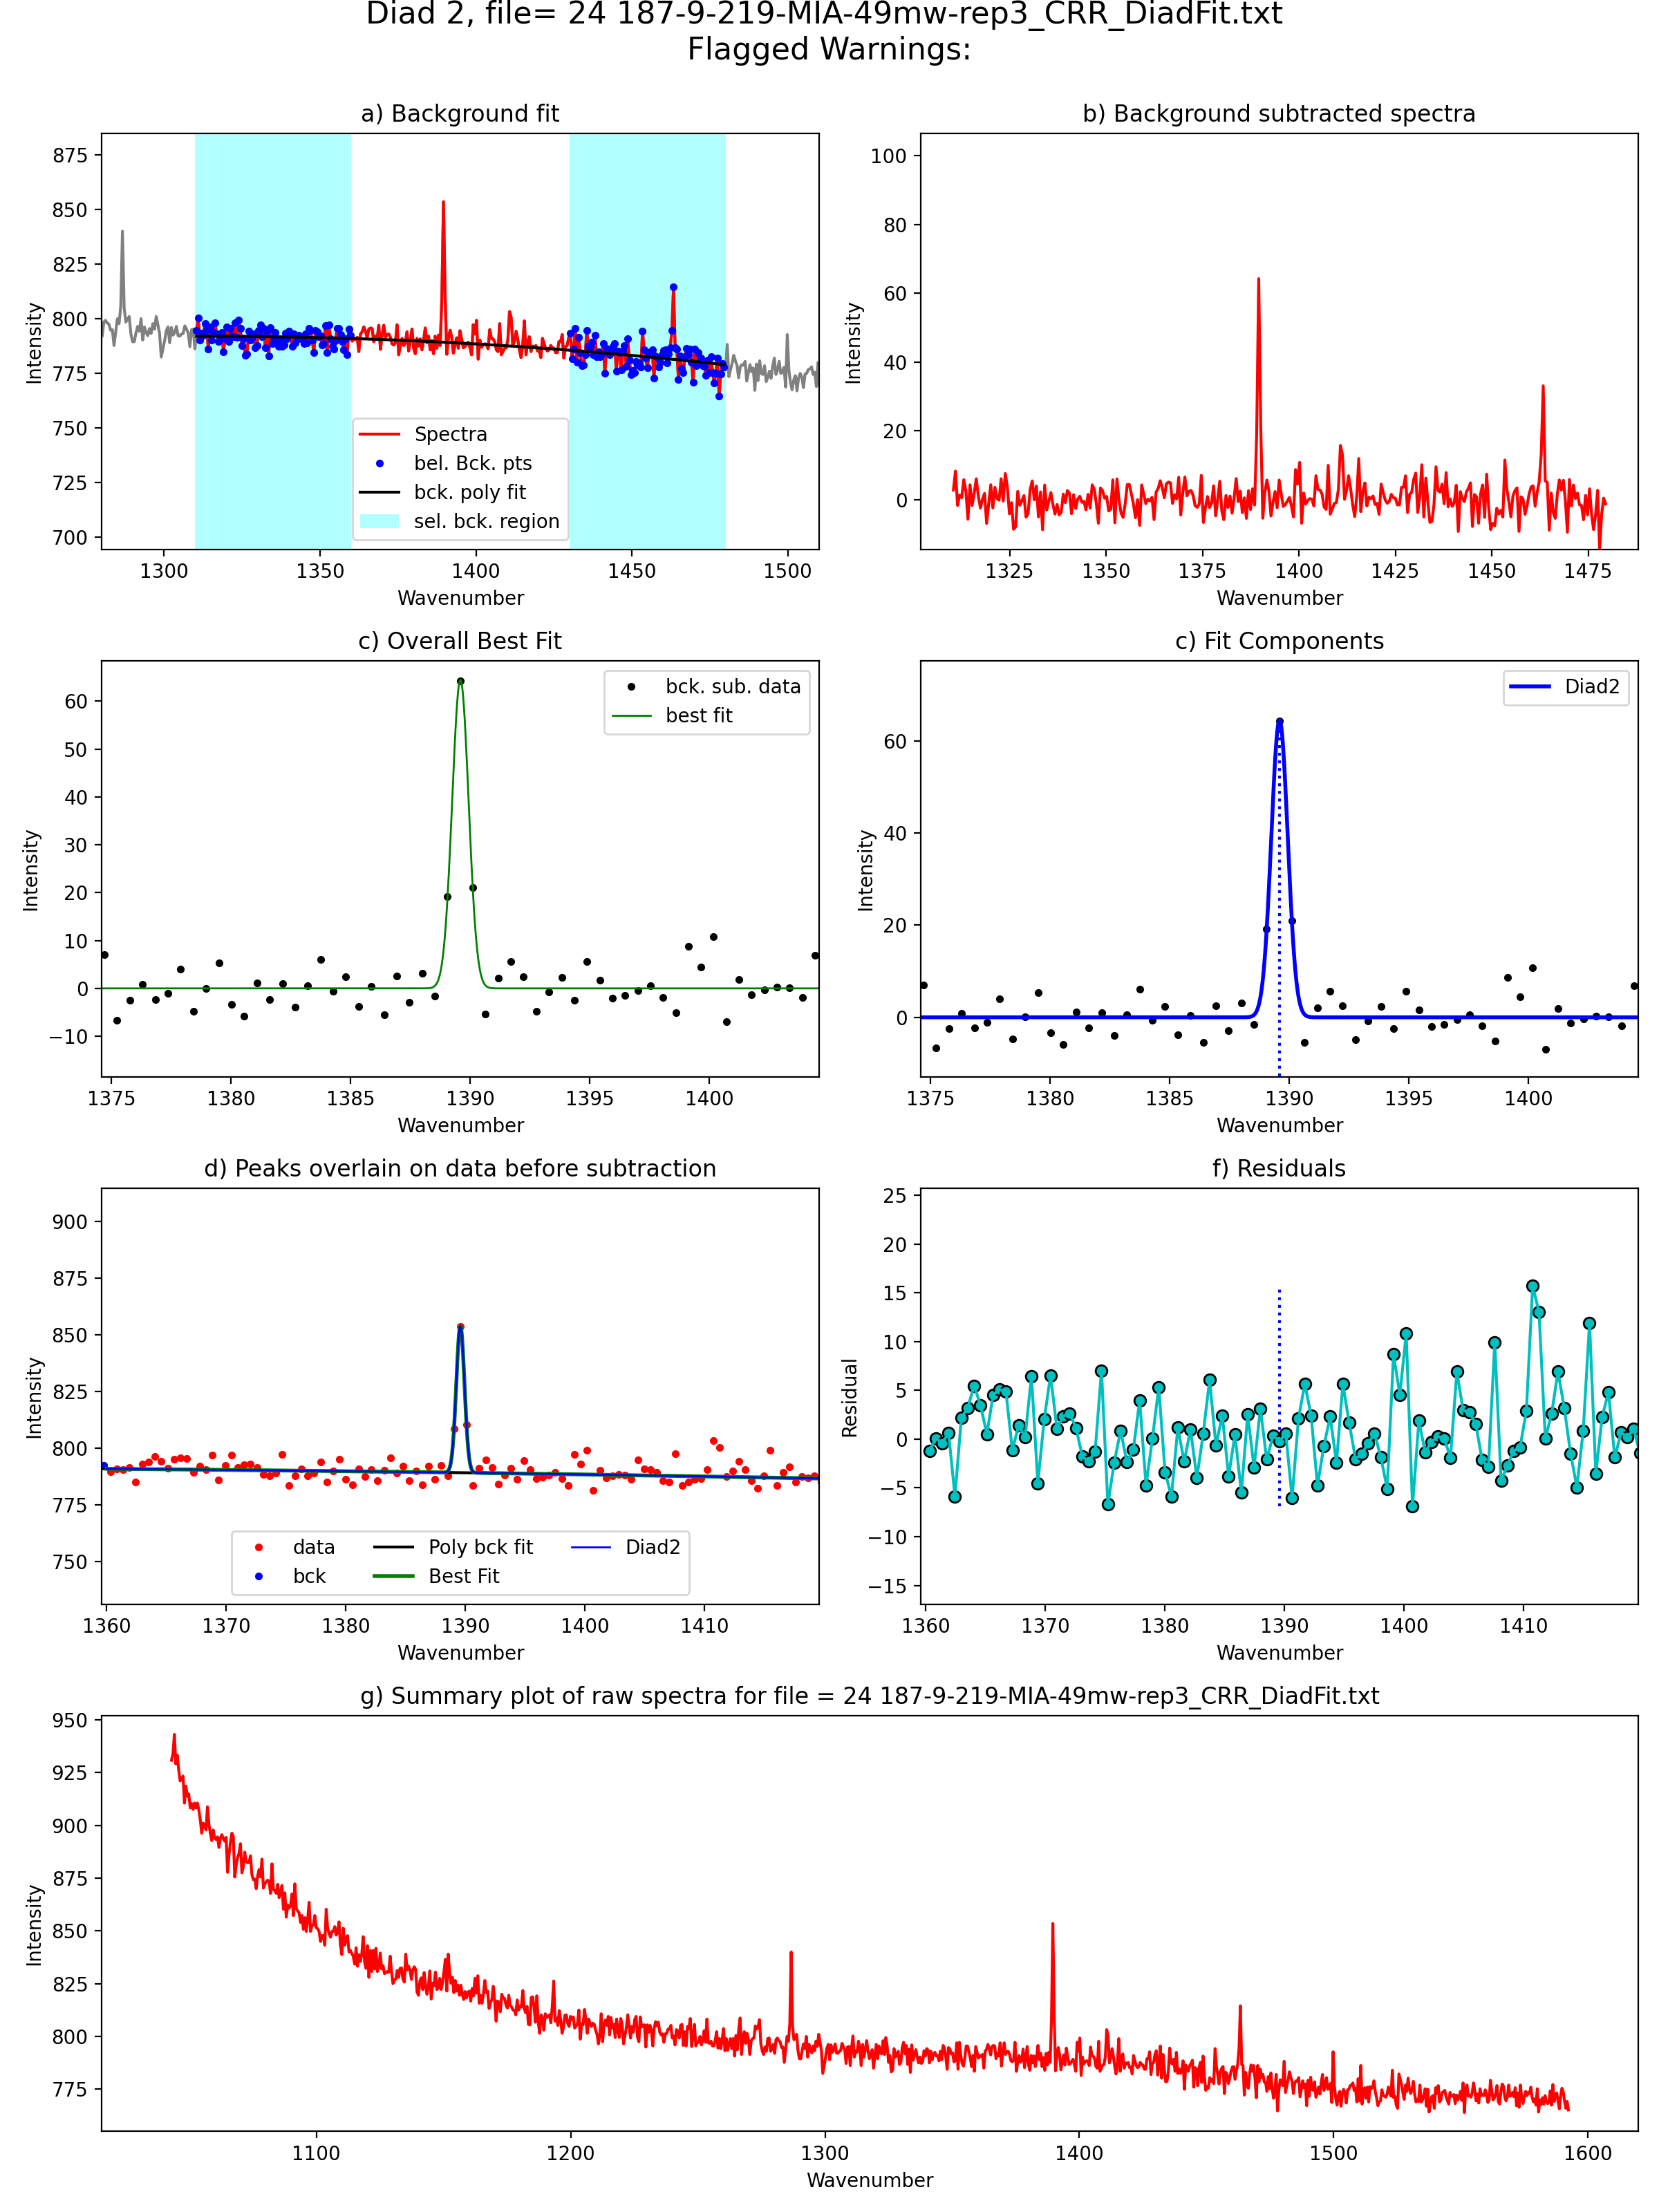 Diad 2, file= 24 187-9-219-MIA-49mw-rep3_CRR_DiadFit.txt
Flagged Warnings:
a) Background fit
875
850
825
800
775
750
725
700
Intensity
Spectra
bel. Bck. pts
bck. poly fit
sel. bck. region
1300
1350
1400
1450
1500
Wavenumber
b) Background subtracted spectra
100
80
60
40
20
0
Intensity
1325
1350
1375
1400
1425
1450
1475
Wavenumber
c) Overall Best Fit
60
50
40
30
20
10
0
−10
Intensity
bck. sub. data
best fit
1375
1380
1385
1390
1395
1400
Wavenumber
c) Fit Components
60
40
20
0
Intensity
Diad2
1375
1380
1385
1390
1395
1400
Wavenumber
d) Peaks overlain on data before subtraction
900
875
850
825
800
775
750
Intensity
data
bck
Poly bck fit
Best Fit
Diad2
1360
1370
1380
1390
1400
1410
Wavenumber
f) Residuals
25
20
15
10
5
0
−5
−10
−15
Residual
1360
1370
1380
1390
1400
1410
Wavenumber
g) Summary plot of raw spectra for file = 24 187-9-219-MIA-49mw-rep3_CRR_DiadFit.txt
950
925
900
875
850
825
800
775
Intensity
1100
1200
1300
1400
1500
1600
Wavenumber